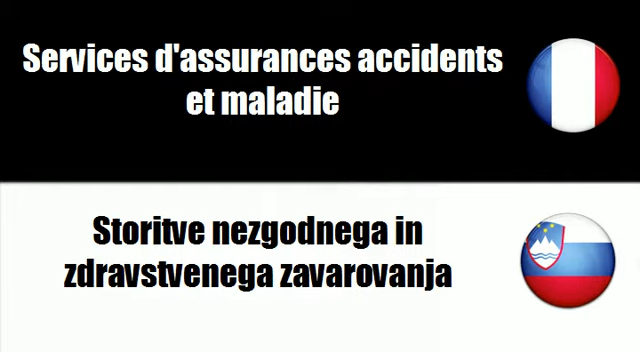 Services d'assurances accidents
et maladie
Storitve nezgodnega in
zdravstvenega zavarovanja